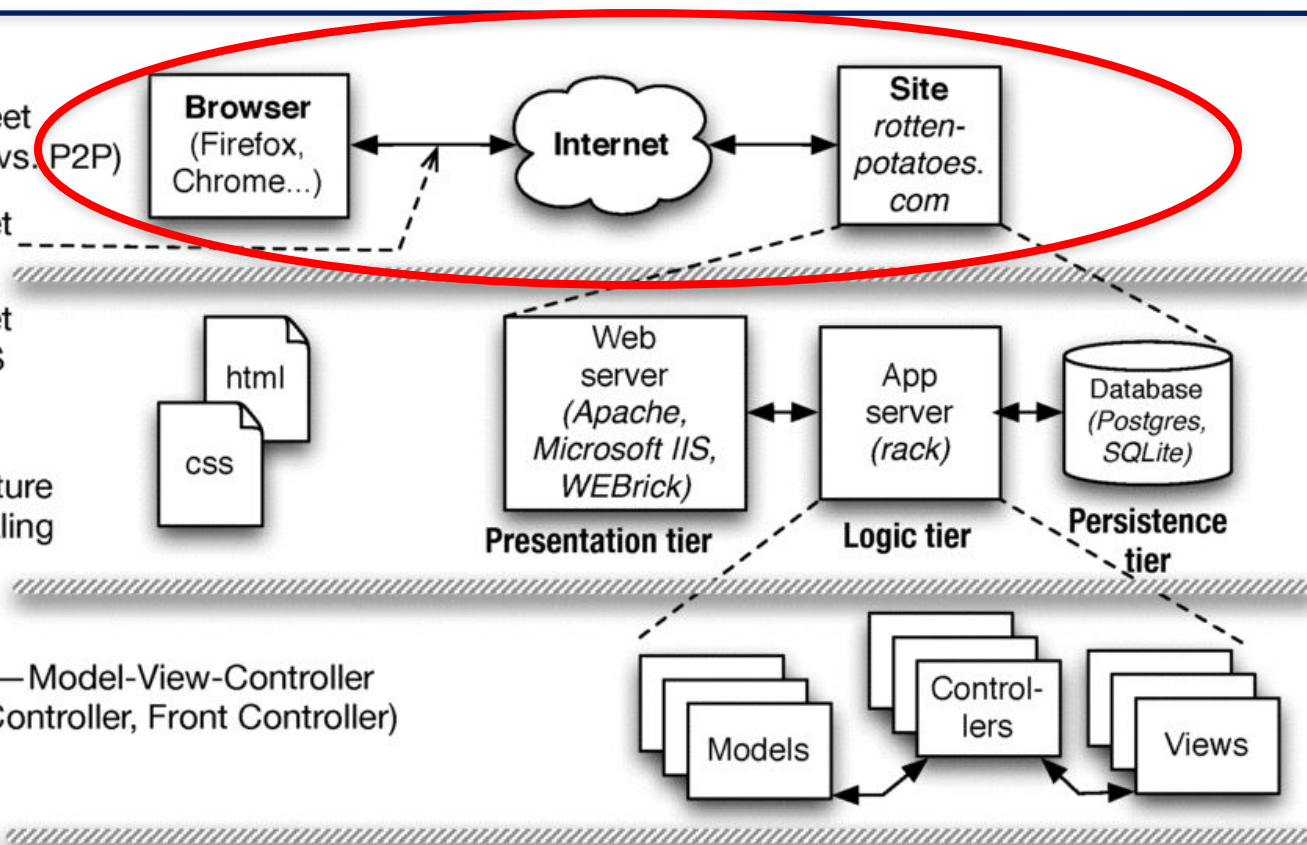 Browser
(Firefox,
Chrome...)
Internet
Site
rotten-
potatoes.
com
vs. P2P)
html
css
Web
server
(Apache,
Microsoft IIS,
WEBrick)
App
server
(rack)
Database
(Postgres,
SQLite)
Presentation tier
Logic tier
Persistence
tier
—Model-View-Controller
Controller, Front Controller)
Models
Control-
lers
Views